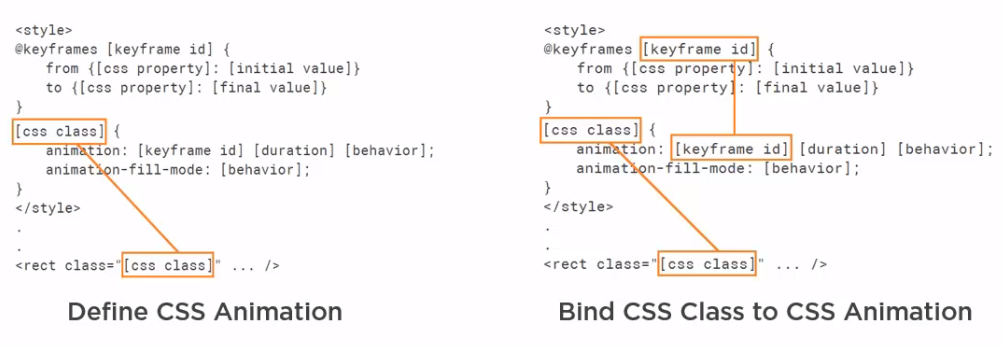 <style>
@keyframes [keyframe id] {
from {[css property]: [initial value]}
to {[css property]: [final value]}
}
[css class] {
animation: [keyframe id] [duration] [behavior];
animation-fill-mode: [behavior];
}
</style>
.
.
<rect class="[css class]" ... />
Define CSS Animation
<style>
@keyframes [keyframe id] {
from {[css property]: [initial value]}
to {[css property]: [final value]}
}
[css class] {
animation: [keyframe id] [duration] [behavior];
animation-fill-mode: [behavior];
}
</style>
.
.
<rect class="[css class]" ... />
Bind CSS Class to CSS Animation